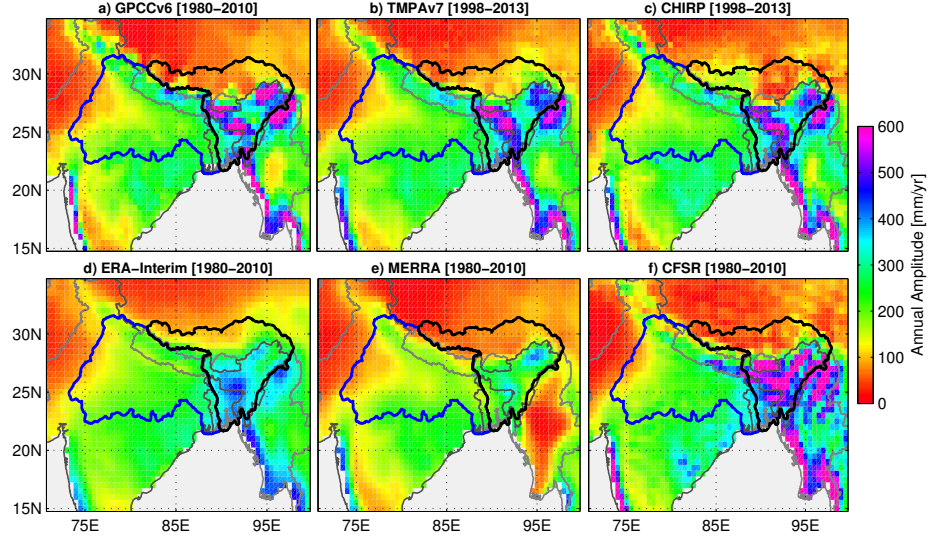 a) GPCCv6 [1980–2010] b) TMPAv7 [1998–2013] c) CHIRP [1998–2013]
30N
25N
20N
15N
d) ERA–Interim [1980–2010] e) MERRA [1980–2010] f) CFSR [1980–2010]
30N
25N
20N
15N
75E 85E 95E 75E 85E 95E 75E 85E 95E
600
500
400
300
200
100
0
Annual Amplitude [mm/yr]